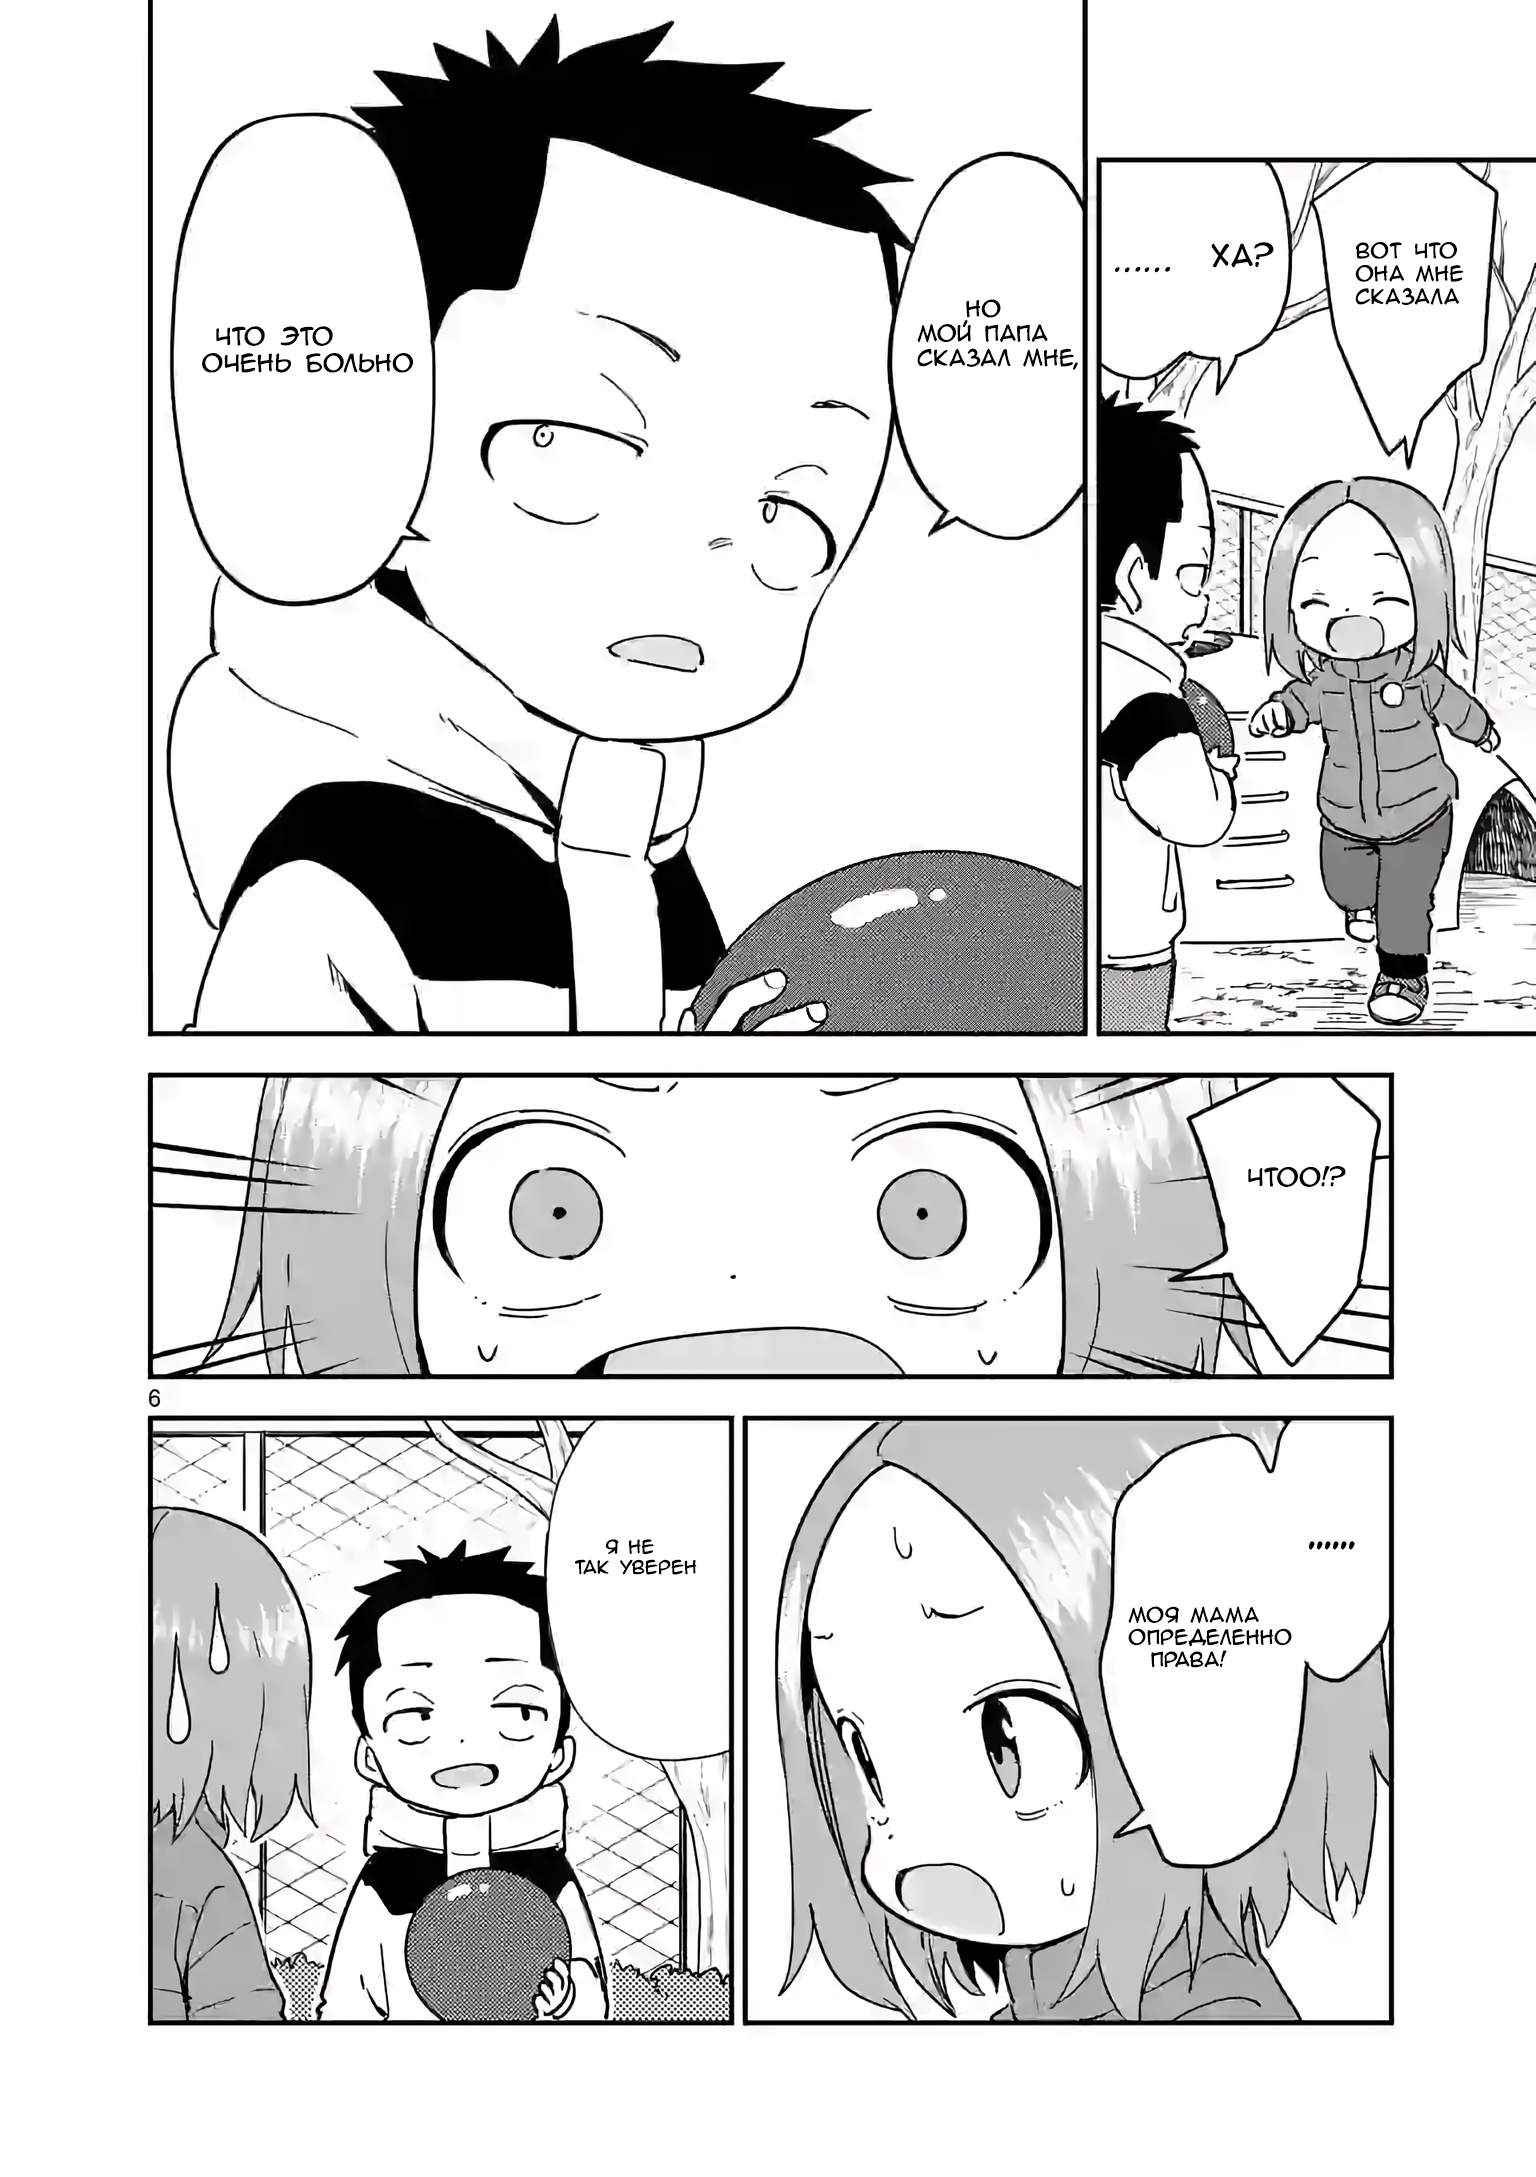 ВОТ ЧТО
ОНА МНЕ
СКАЗАЛА
...... ХА?
НО
МОЙ ПАПА
СКАЗАЛ МНЕ,
ЧТО ЭТО
ОЧЕНЬ БОЛЬНО
ЧТОО!?
......
МОЯ МАМА
ОПРЕДЕЛЕННО
ПРАВА!
Я НЕ
ТАК УВЕРЕН
6